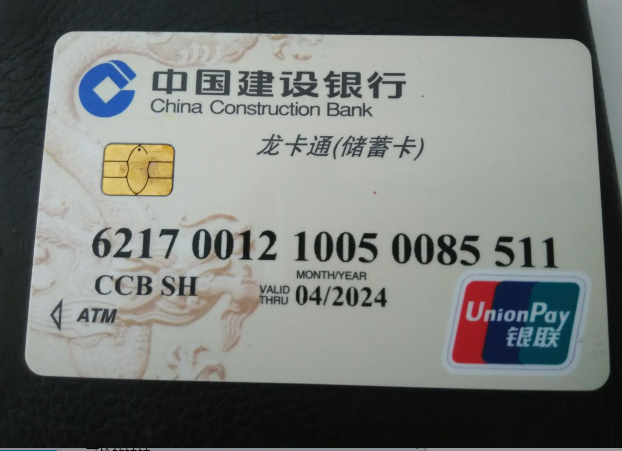 中国建设银行
China Construction Bank
龙卡通(储蓄卡)
6217 0012 1005 0085 511
MONTH/YEAR
CCB SH VALID THRU 04/2024
ATM
UnionPay
银联